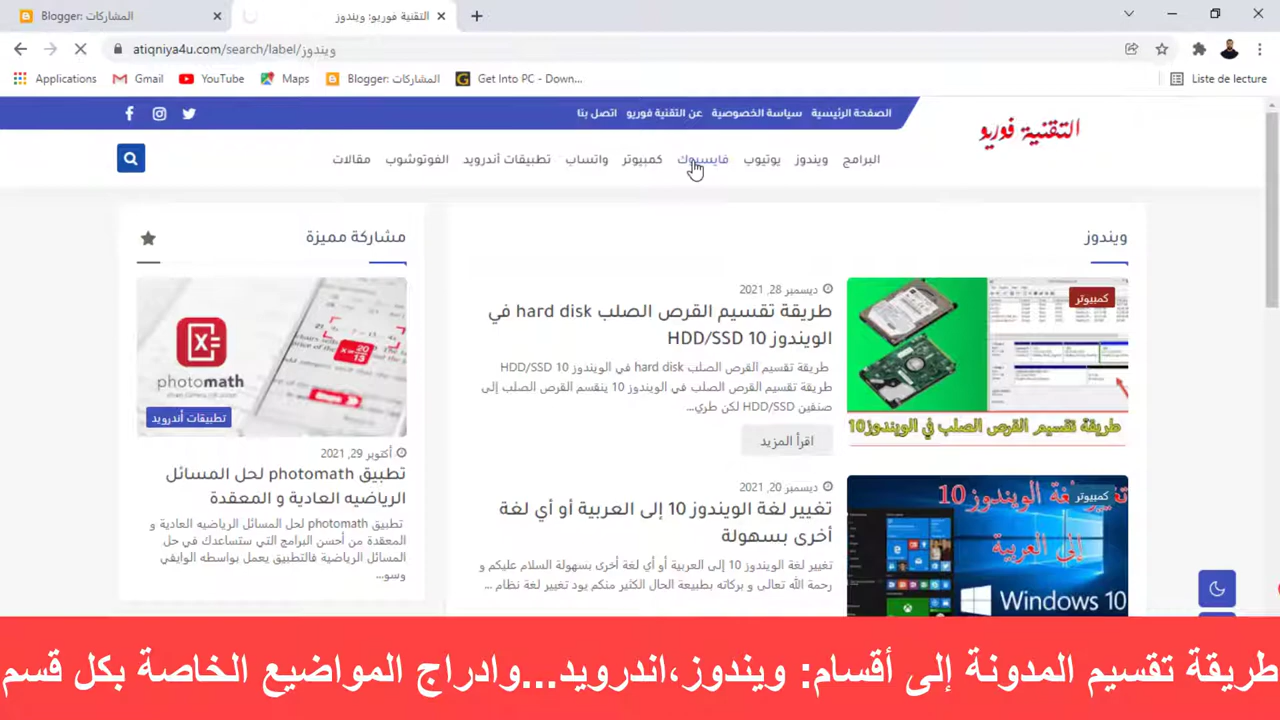 Blogger: المشاركات
التقنية فوريو: ويندوز
atiqniya4u.com/search/label/ويندوز
Applications
Gmail
YouTube
Maps
Blogger: المشاركات
Get Into PC - Down...
Liste de lecture
الصفحة الرئيسية
سياسة الخصوصية
عن التقنية فوريو
اتصل بنا
التقنية فوريو
البرامج
ويندوز
يوتيوب
فايسبوك
كمبيوتر
واتساب
تطبيقات أندرويد
الفوتوشوب
مقالات
ويندوز
كمبيوتر
طريقة تقسيم القرص الصلب في الويندوز10
ديسمبر 28, 2021
طريقة تقسيم القرص الصلب hard disk في
الويندوز 10 HDD/SSD
طريقة تقسيم القرص الصلب hard disk في الويندوز 10 HDD/SSD
طريقة تقسيم القرص الصلب في الويندوز 10 ينقسم القرص الصلب إلى
صنفين HDD/SSD لكن طري...
اقرأ المزيد
كمبيوتر
تغيير لغة الويندوز 10
إلى العربية
Windows 10
ديسمبر 20, 2021
تغيير لغة الويندوز 10 إلى العربية أو أي لغة
أخرى بسهولة
تغيير لغة الويندوز 10 إلى العربية أو أي لغة أخرى بسهولة السلام عليكم و
رحمة الله تعالى و بركاته بطبيعة الحال الكثير منكم يود تغيير لغة نظام ...
مشاركة مميزة
photomath
تطبيقات أندرويد
أكتوبر 29, 2021
تطبيق photomath لحل المسائل
الرياضيه العادية و المعقدة
تطبيق photomath لحل المسائل الرياضيه العادية و
المعقدة من أحسن البرامج التي ستساعدك في حل
المسائل الرياضية فالتطبيق يعمل بواسطه الوايفي
وسو...
طريقة تقسيم المدونة إلى أقسام: ويندوز،اندرويد...وادراج المواضيع الخاصة بكل قسم